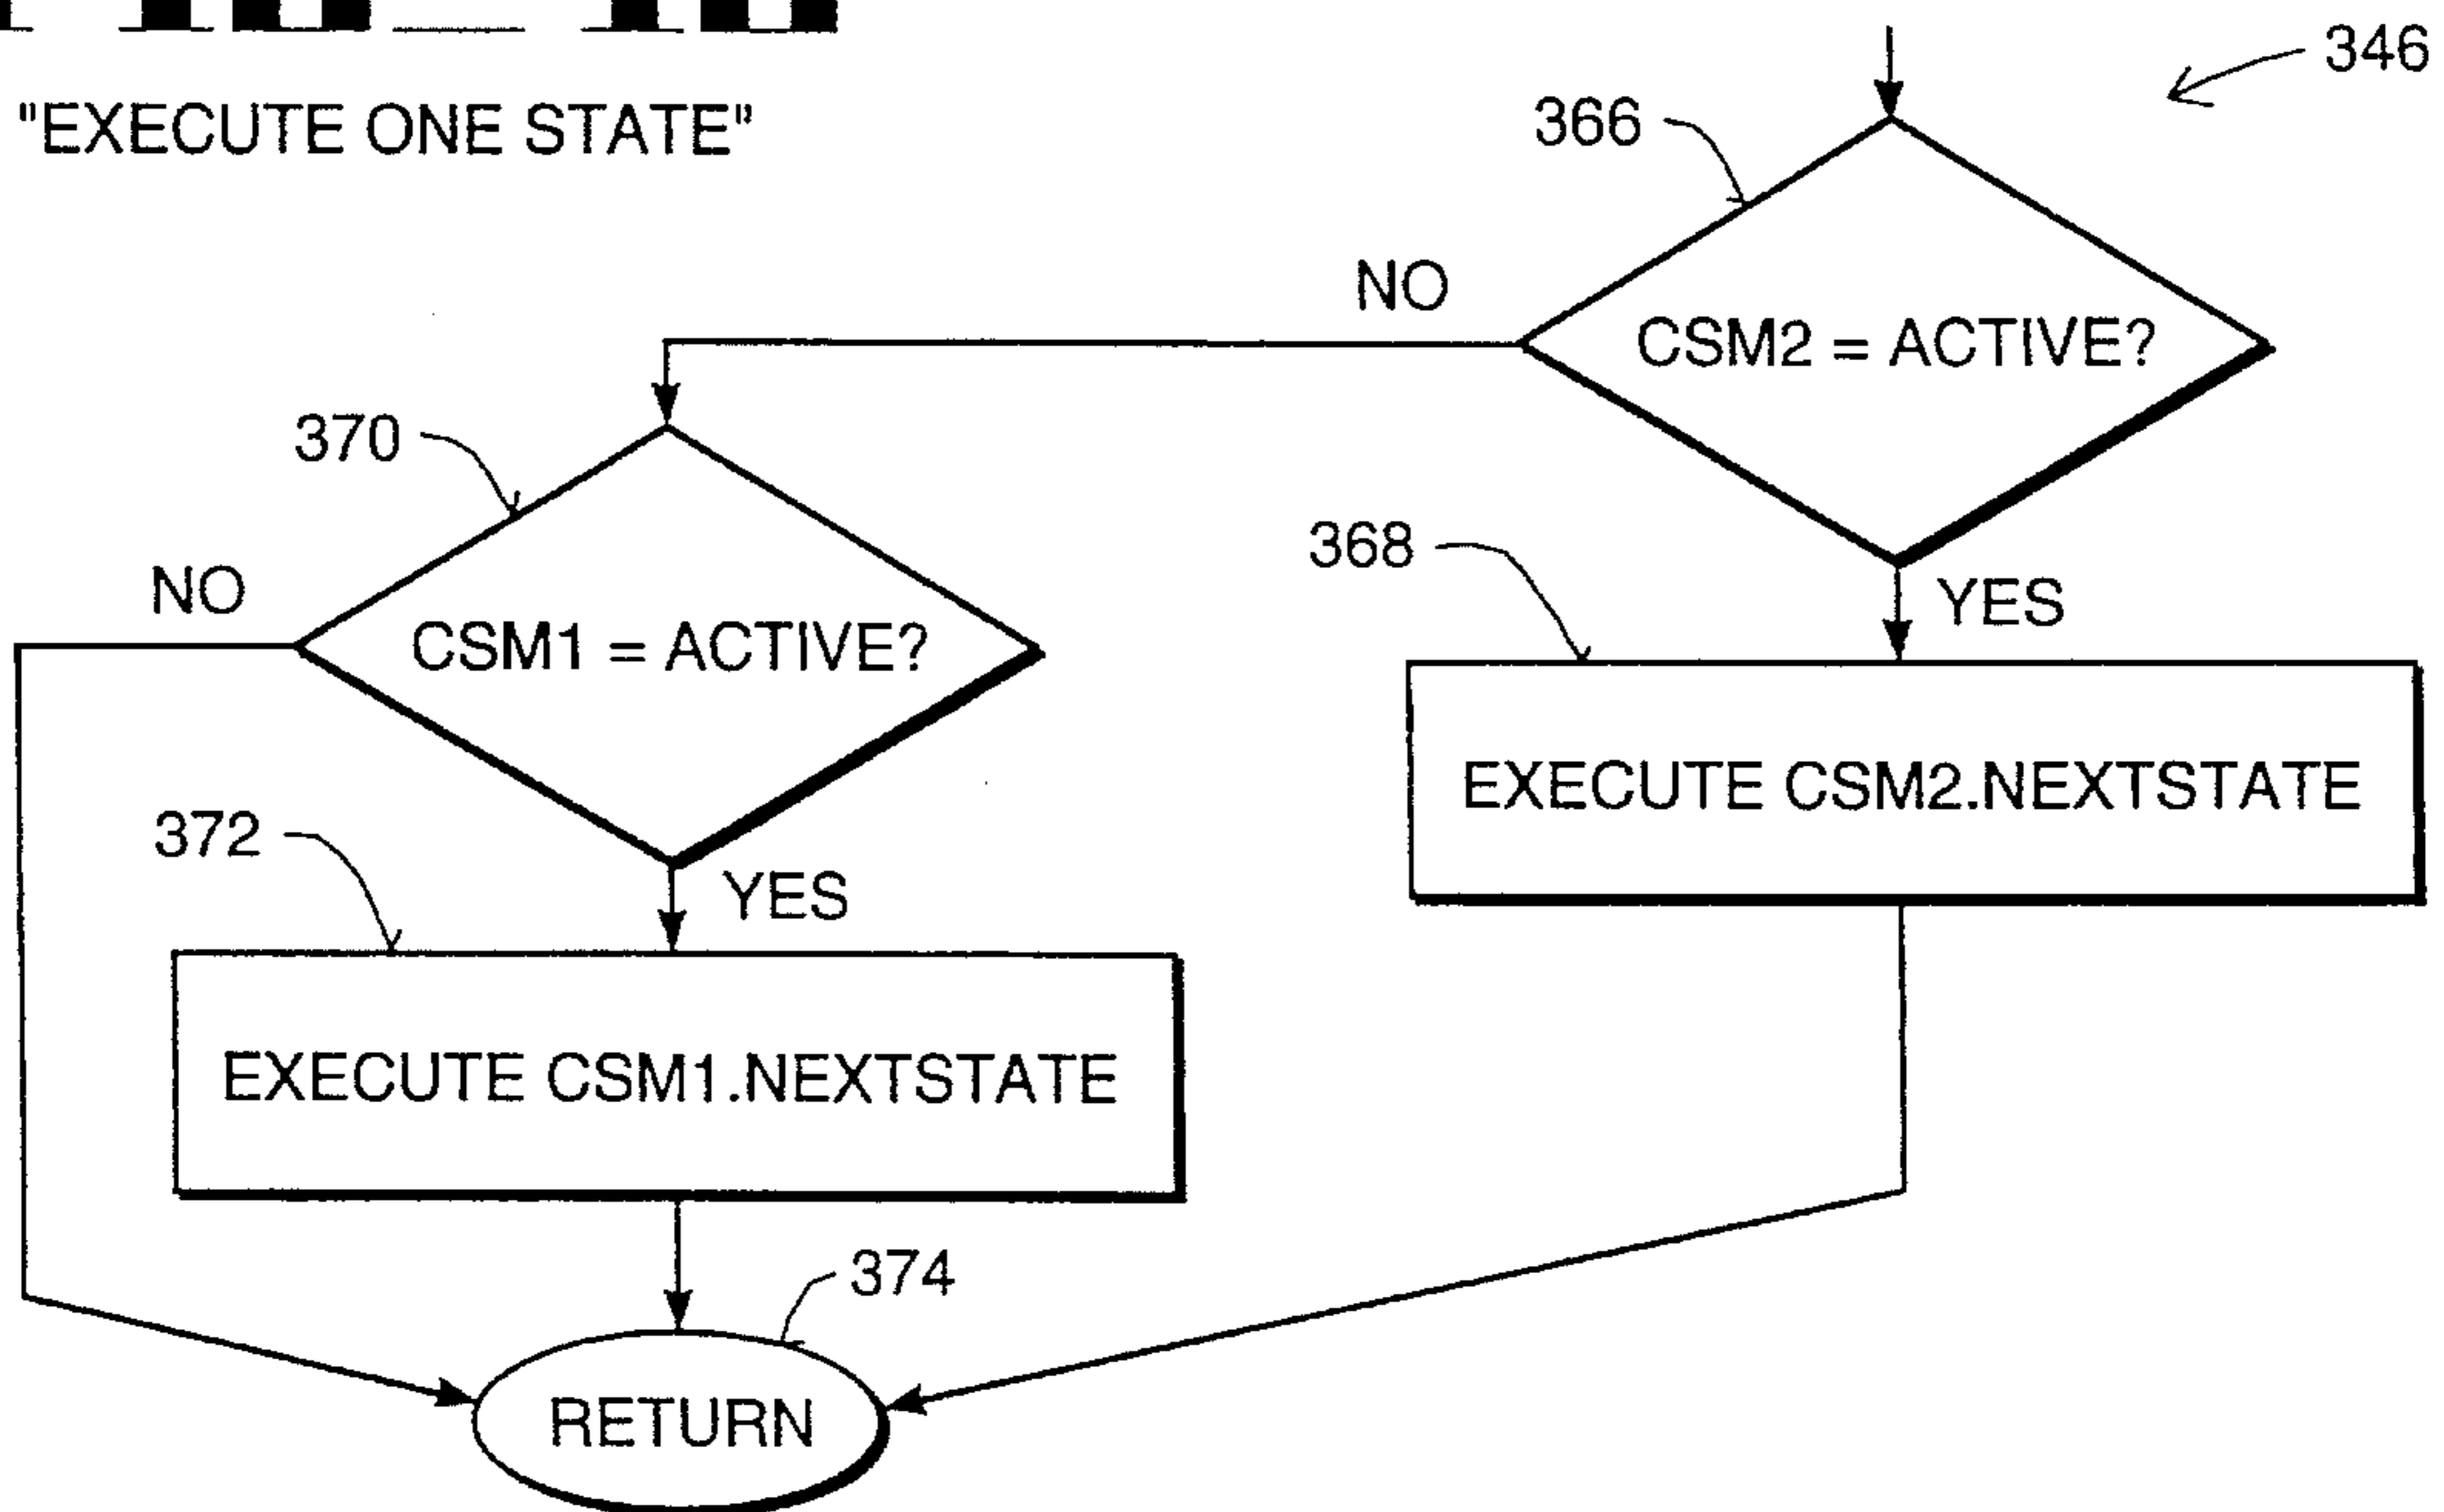 "EXECUTE ONE STATE"
346
366
CSM2 = ACTIVE?
NO
YES
368
EXECUTE CSM2.NEXTSTATE
370
CSM1 = ACTIVE?
NO
YES
372
EXECUTE CSM1.NEXTSTATE
374
RETURN